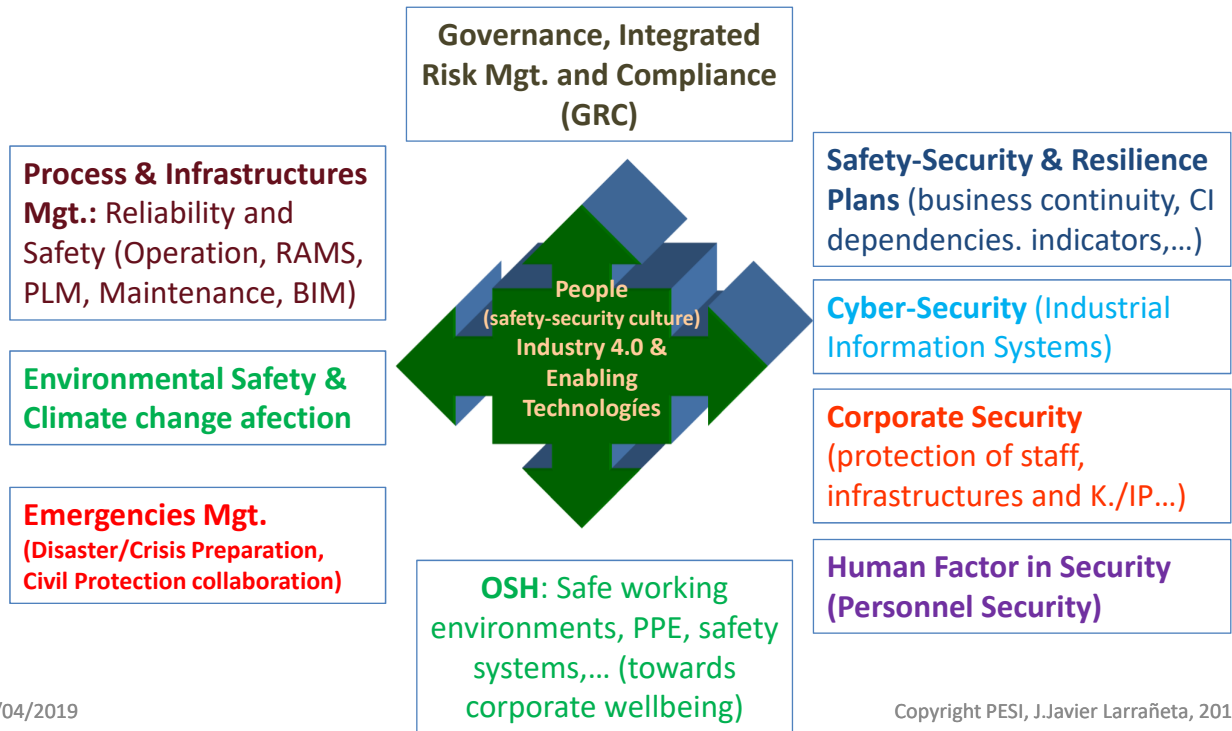 Governance, Integrated
Risk Mgt. and Compliance
(GRC)
Process & Infrastructures
Mgt.: Reliability and
Safety (Operation, RAMS,
PLM, Maintenance, BIM)
Environmental Safety &
Climate change afection
Emergencies Mgt.
(Disaster/Crisis Preparation,
Civil Protection collaboration)
People
(safety-security culture)
Industry 4.0 &
Enabling
Technologíes
OSH: Safe working
environments, PPE, safety
systems,... (towards
corporate wellbeing)
Safety-Security & Resilience
Plans (business continuity, CI
dependencies. indicators,...)
Cyber-Security (Industrial
Information Systems)
Corporate Security
(protection of staff,
infrastructures and K./IP...)
Human Factor in Security
(Personnel Security)
/04/2019
Copyright PESI, J.Javier Larrañeta, 201